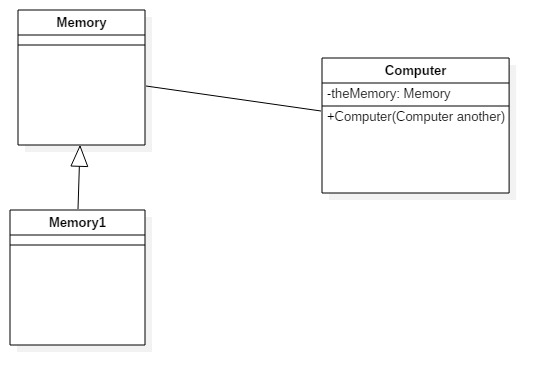 Memory
Computer
-theMemory: Memory
+Computer(Computer another)
Memory1